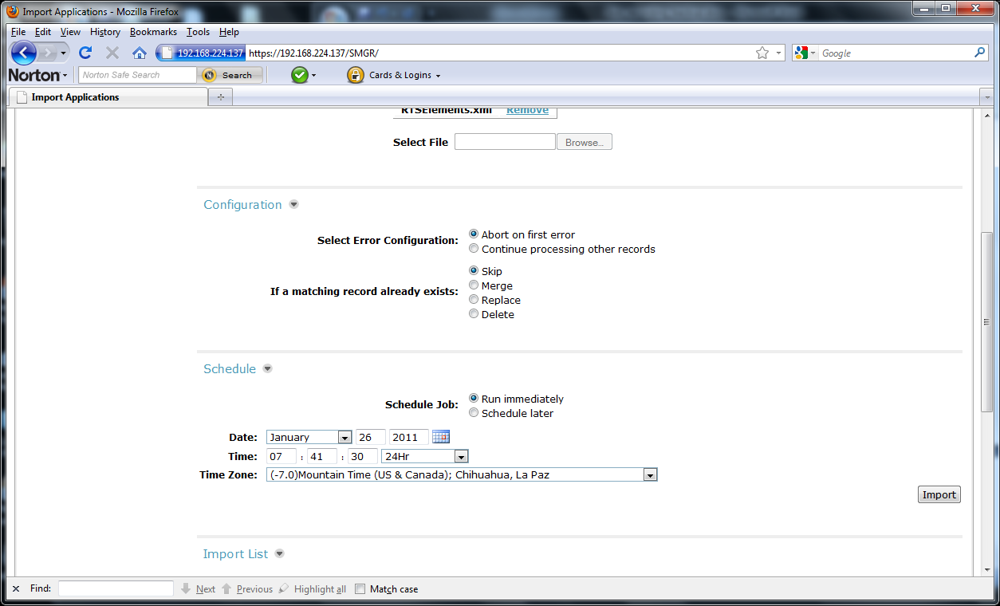 Import Applications - Mozilla Firefox
File Edit View History Bookmarks Tools Help
192.168.224.137 https://192.168.224.137/SMGR/ Google
Norton Norton Safe Search N Search Cards & Logins
Import Applications
RTSElements.xml Remove
Select File Browse...
Configuration
Select Error Configuration:
Abort on first error
Continue processing other records
If a matching record already exists:
Skip
Merge
Replace
Delete
Schedule
Schedule Job:
Run immediately
Schedule later
Date: January 26 2011
Time: 07 : 41 : 30 24Hr
Time Zone: (-7.0)Mountain Time (US & Canada); Chihuahua, La Paz
Import
Import List
Find: Next Previous Highlight all Match case